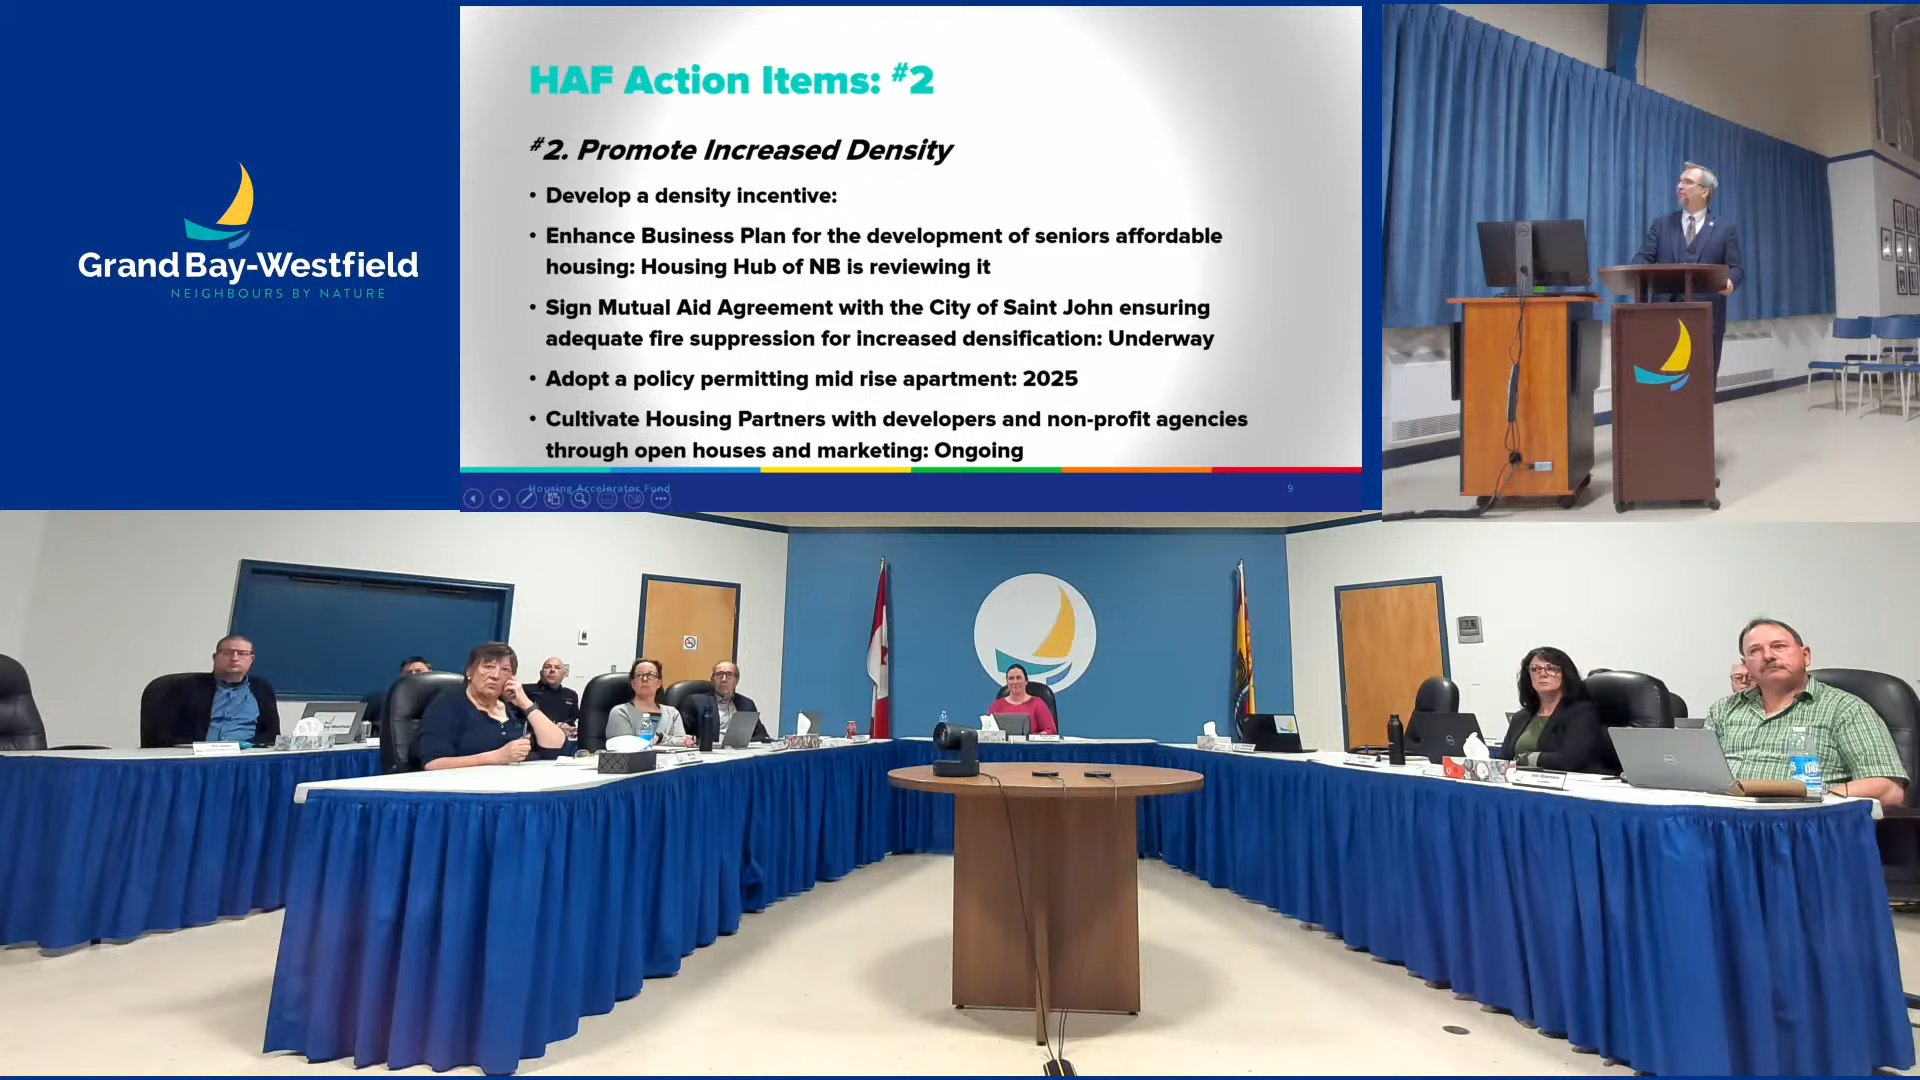 Grand Bay-Westfield
NEIGHBOURS BY NATURE
HAF Action Items: #2
#2. Promote Increased Density
• Develop a density incentive:
• Enhance Business Plan for the development of seniors affordable
housing: Housing Hub of NB is reviewing it
• Sign Mutual Aid Agreement with the City of Saint John ensuring
adequate fire suppression for increased densification: Underway
• Adopt a policy permitting mid rise apartment: 2025
• Cultivate Housing Partners with developers and non-profit agencies
through open houses and marketing: Ongoing
Housing Accelerator Fund
9